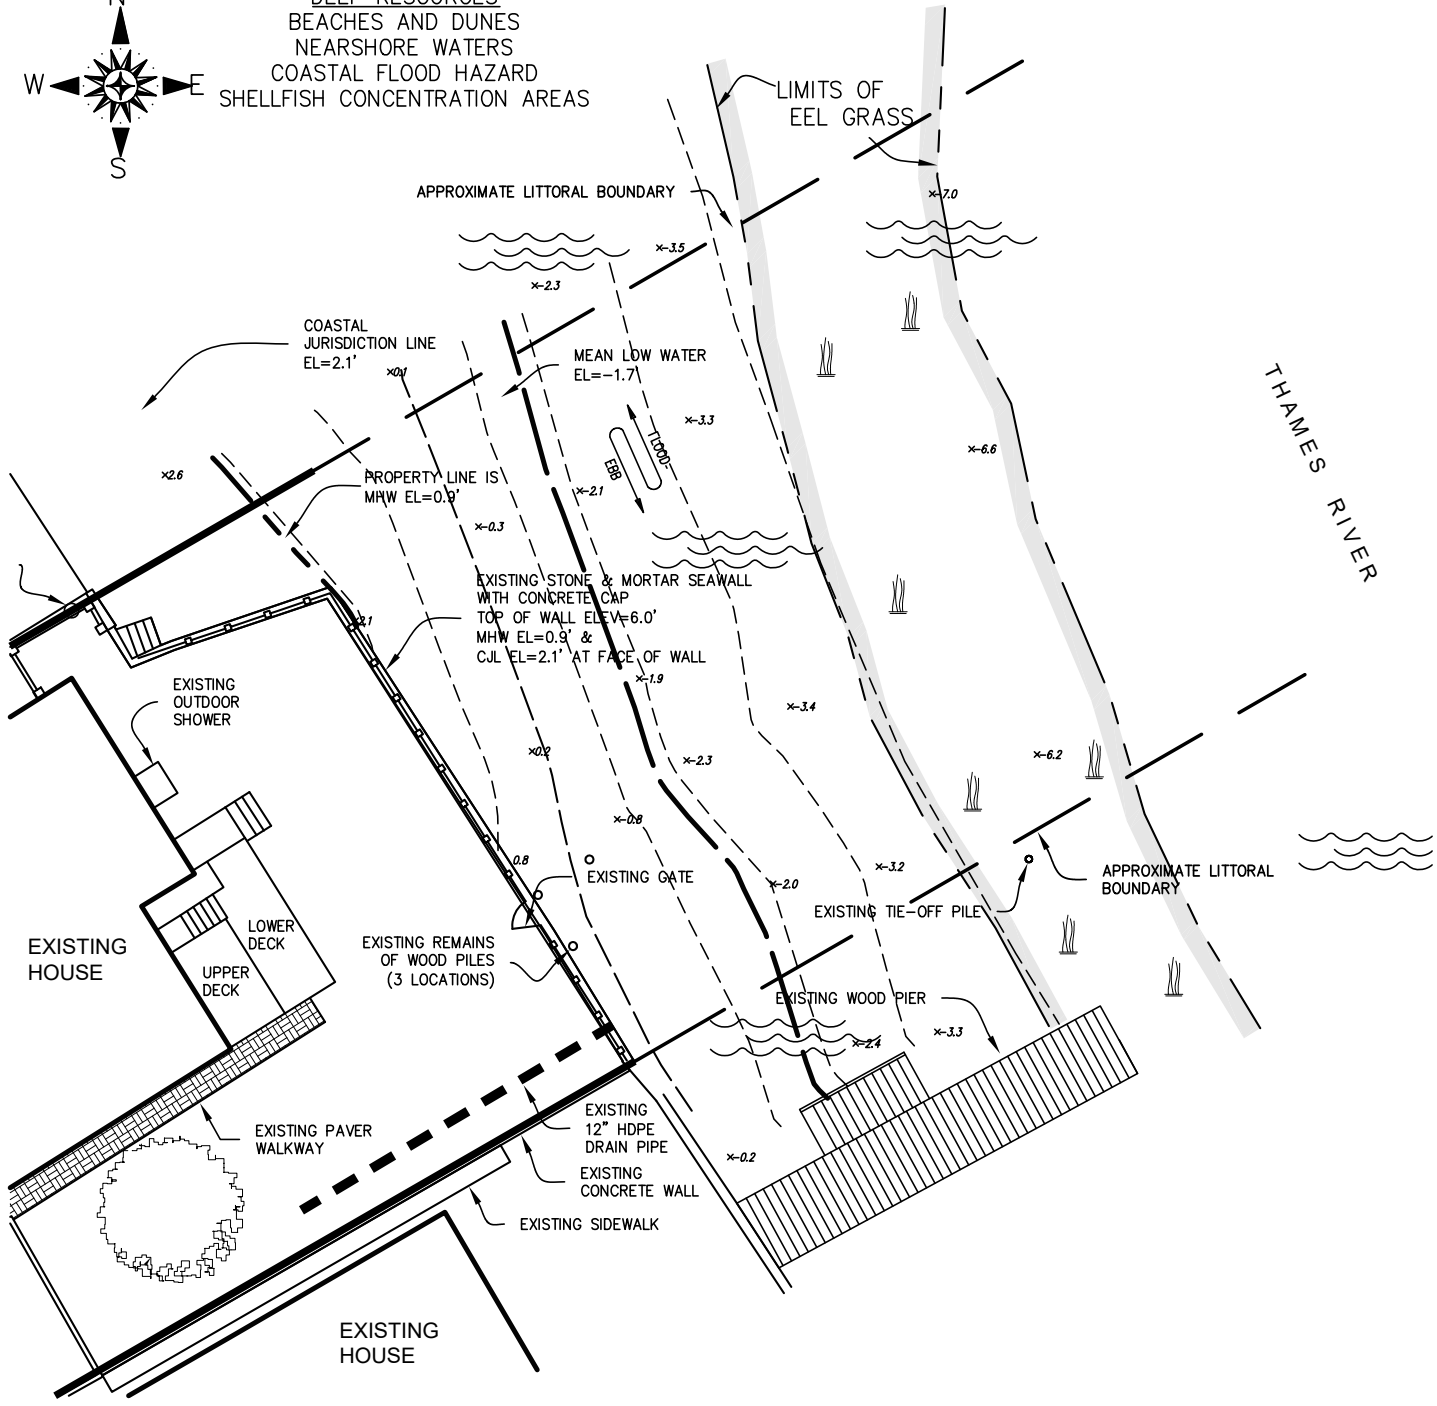 N
W
E
S
DEEP RESOURCES
BEACHES AND DUNES
NEARSHORE WATERS
COASTAL FLOOD HAZARD
SHELLFISH CONCENTRATION AREAS
LIMITS OF
EEL GRASS
APPROXIMATE LITTORAL BOUNDARY
×-7.0
×-3.5
×-2.3
COASTAL
JURISDICTION LINE
EL=2.1'
MEAN LOW WATER
EL=-1.7'
×0.1
×-3.3
THAMES RIVER
FLOOD
EBB
×-6.6
×2.6
PROPERTY LINE IS
MHW EL=0.9'
×-2.1
×-0.3
EXISTING STONE & MORTAR SEAWALL
WITH CONCRETE CAP
TOP OF WALL ELEV=6.0'
MHW EL=0.9' &
CJL EL=2.1' AT FACE OF WALL
×2.1
×-1.9
EXISTING
OUTDOOR
SHOWER
×-3.4
×0.2
×-2.3
×-6.2
×-0.8
0.8
EXISTING GATE
×-3.2
×-2.0
APPROXIMATE LITTORAL
BOUNDARY
EXISTING TIE-OFF PILE
LOWER
DECK
EXISTING
HOUSE
EXISTING REMAINS
OF WOOD PILES
(3 LOCATIONS)
UPPER
DECK
EXISTING WOOD PIER
×-3.3
×-2.4
EXISTING PAVER
WALKWAY
EXISTING
12" HDPE
DRAIN PIPE
×-0.2
EXISTING
CONCRETE WALL
EXISTING SIDEWALK
EXISTING
HOUSE